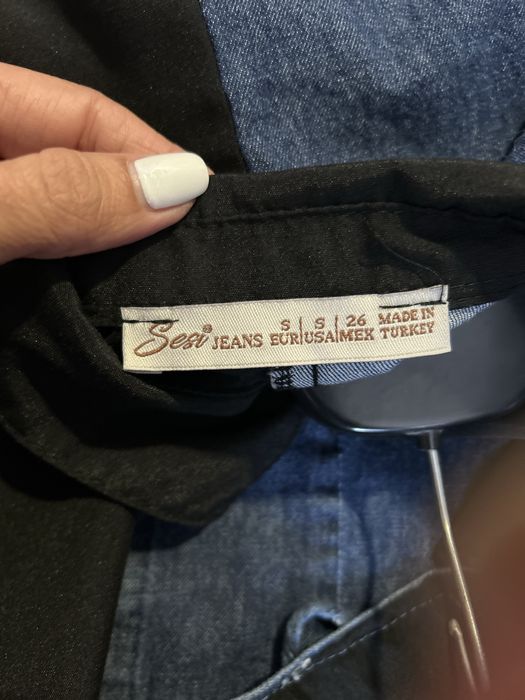 Sesi® JEANS
S | S | 26
EUR|USA|MEX
MADE IN
TURKEY